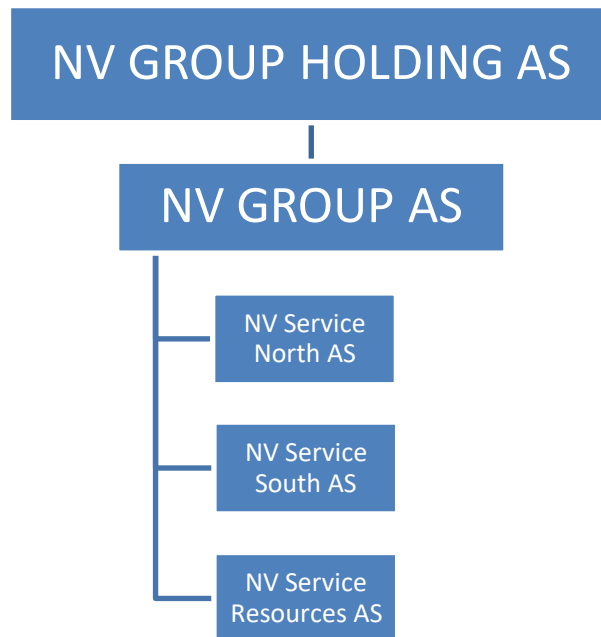 NV GROUP HOLDING AS
NV GROUP AS
NV Service
North AS
NV Service
South AS
NV Service
Resources AS